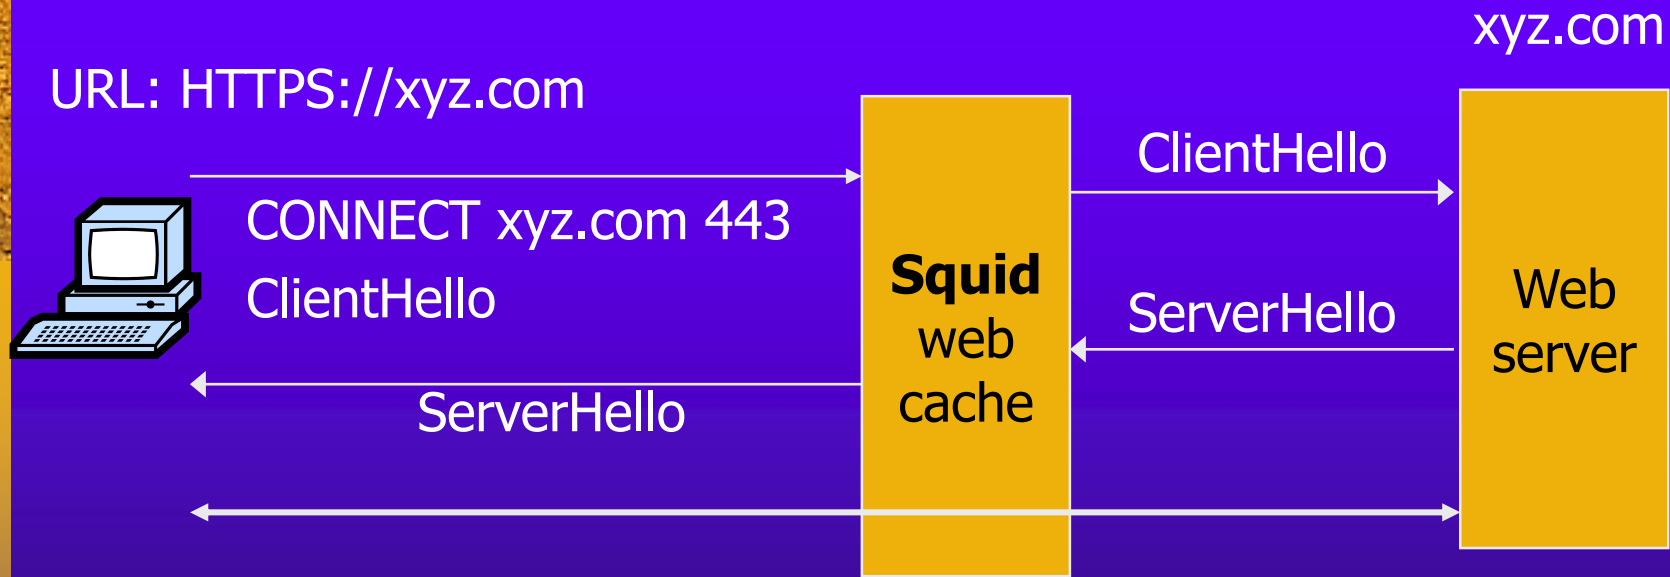 xyz.com
URL: HTTPS://xyz.com
CONNECT xyz.com 443
ClientHello
ServerHello
Squid
web
cache
ClientHello
ServerHello
Web
server